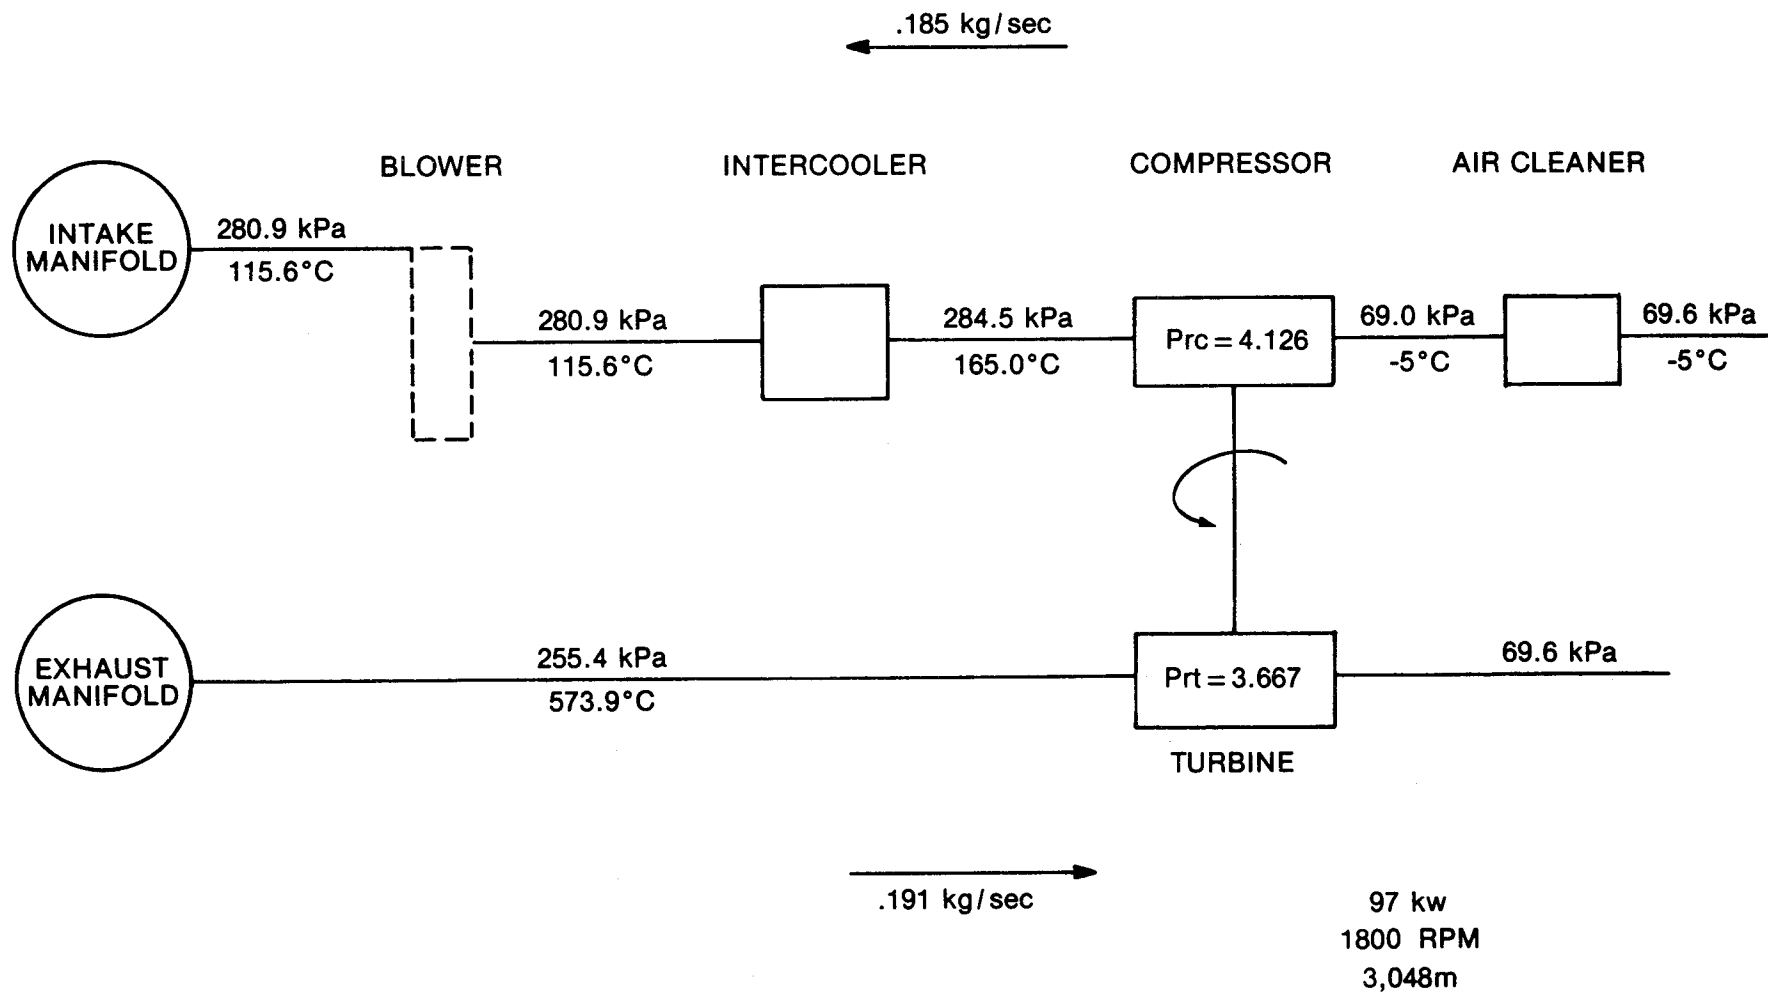 .185 kg/sec
BLOWER
INTERCOOLER
COMPRESSOR
AIR CLEANER
INTAKE
MANIFOLD
280.9 kPa
115.6°C
280.9 kPa
115.6°C
284.5 kPa
165.0°C
Prc = 4.126
69.0 kPa
-5°C
69.6 kPa
-5°C
EXHAUST
MANIFOLD
255.4 kPa
573.9°C
Prt = 3.667
69.6 kPa
TURBINE
.191 kg/sec
97 kw
1800 RPM
3,048m